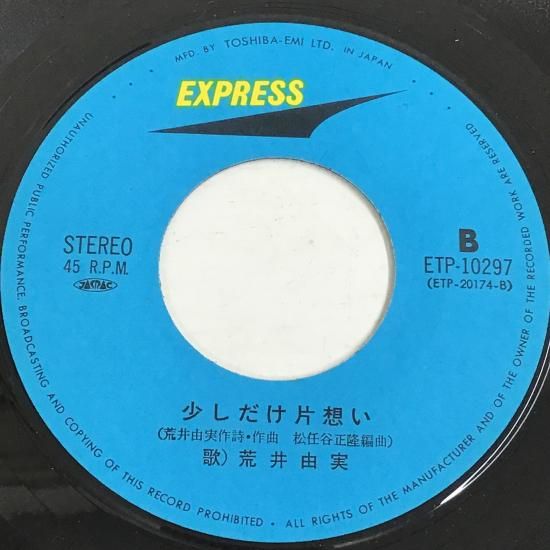 MFD. BY TOSHIBA-EMI LTD. IN JAPAN
EXPRESS
STEREO
45 R.P.M.
JASRAC
B
ETP-10297
(ETP-20174-B)
少しだけ片想い
(荒井由実作詩・作曲 松任谷正隆編曲)
歌) 荒井由実
UNAUTHORIZED PUBLIC PERFORMANCE, BROADCASTING AND COPYING OF THIS RECORD PROHIBITED • ALL RIGHTS OF THE MANUFACTURER AND OF THE OWNER OF THE RECORDED WORK ARE RESERVED